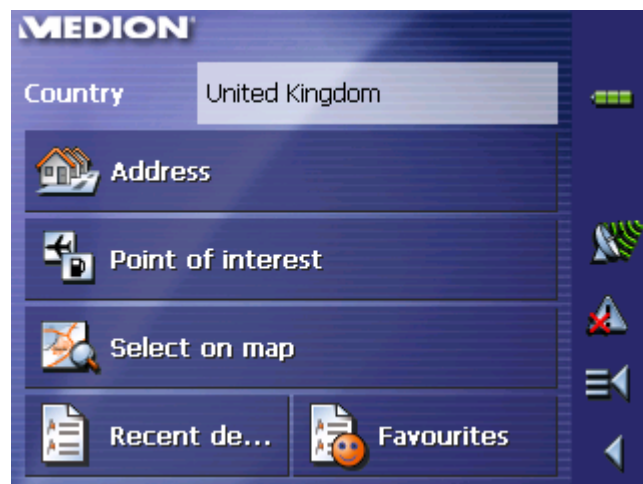 MEDION
Country United Kingdom
Address
Point of interest
Select on map
Recent de... Favourites